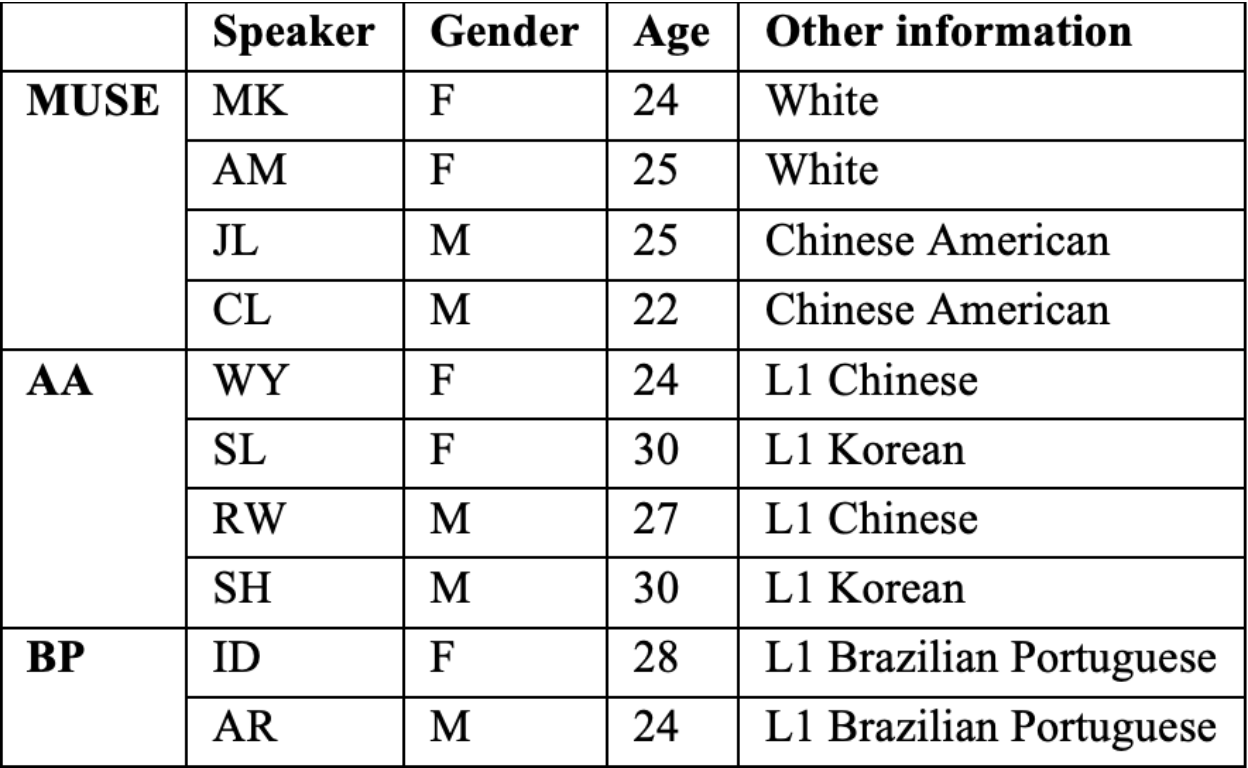 Speaker Gender Age Other information
MUSE MK F 24 White
AM F 25 White
JL M 25 Chinese American
CL M 22 Chinese American
AA WY F 24 L1 Chinese
SL F 30 L1 Korean
RW M 27 L1 Chinese
SH M 30 L1 Korean
BP ID F 28 L1 Brazilian Portuguese
AR M 24 L1 Brazilian Portuguese